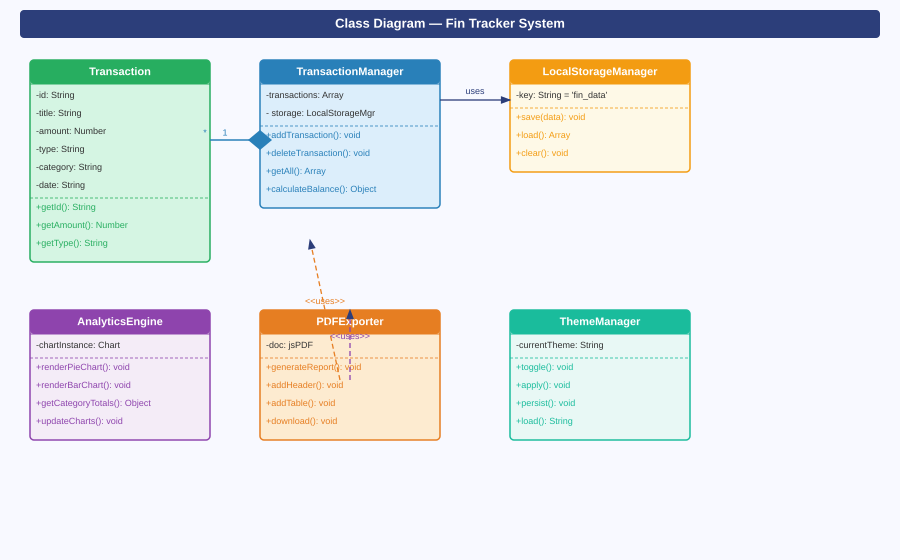 Class Diagram — Fin Tracker System
Transaction
-id: String
-title: String
-amount: Number
-type: String
-category: String
-date: String
+getId(): String
+getAmount(): Number
+getType(): String
*
1
TransactionManager
-transactions: Array
- storage: LocalStorageMgr
+addTransaction(): void
+deleteTransaction(): void
+getAll(): Array
+calculateBalance(): Object
uses
LocalStorageManager
-key: String = 'fin_data'
+save(data): void
+load(): Array
+clear(): void
<<uses>>
AnalyticsEngine
-chartInstance: Chart
+renderPieChart(): void
+renderBarChart(): void
+getCategoryTotals(): Object
+updateCharts(): void
PDFExporter
<<uses>>
-doc: jsPDF
+generateReport(): void
+addHeader(): void
+addTable(): void
+download(): void
ThemeManager
-currentTheme: String
+toggle(): void
+apply(): void
+persist(): void
+load(): String